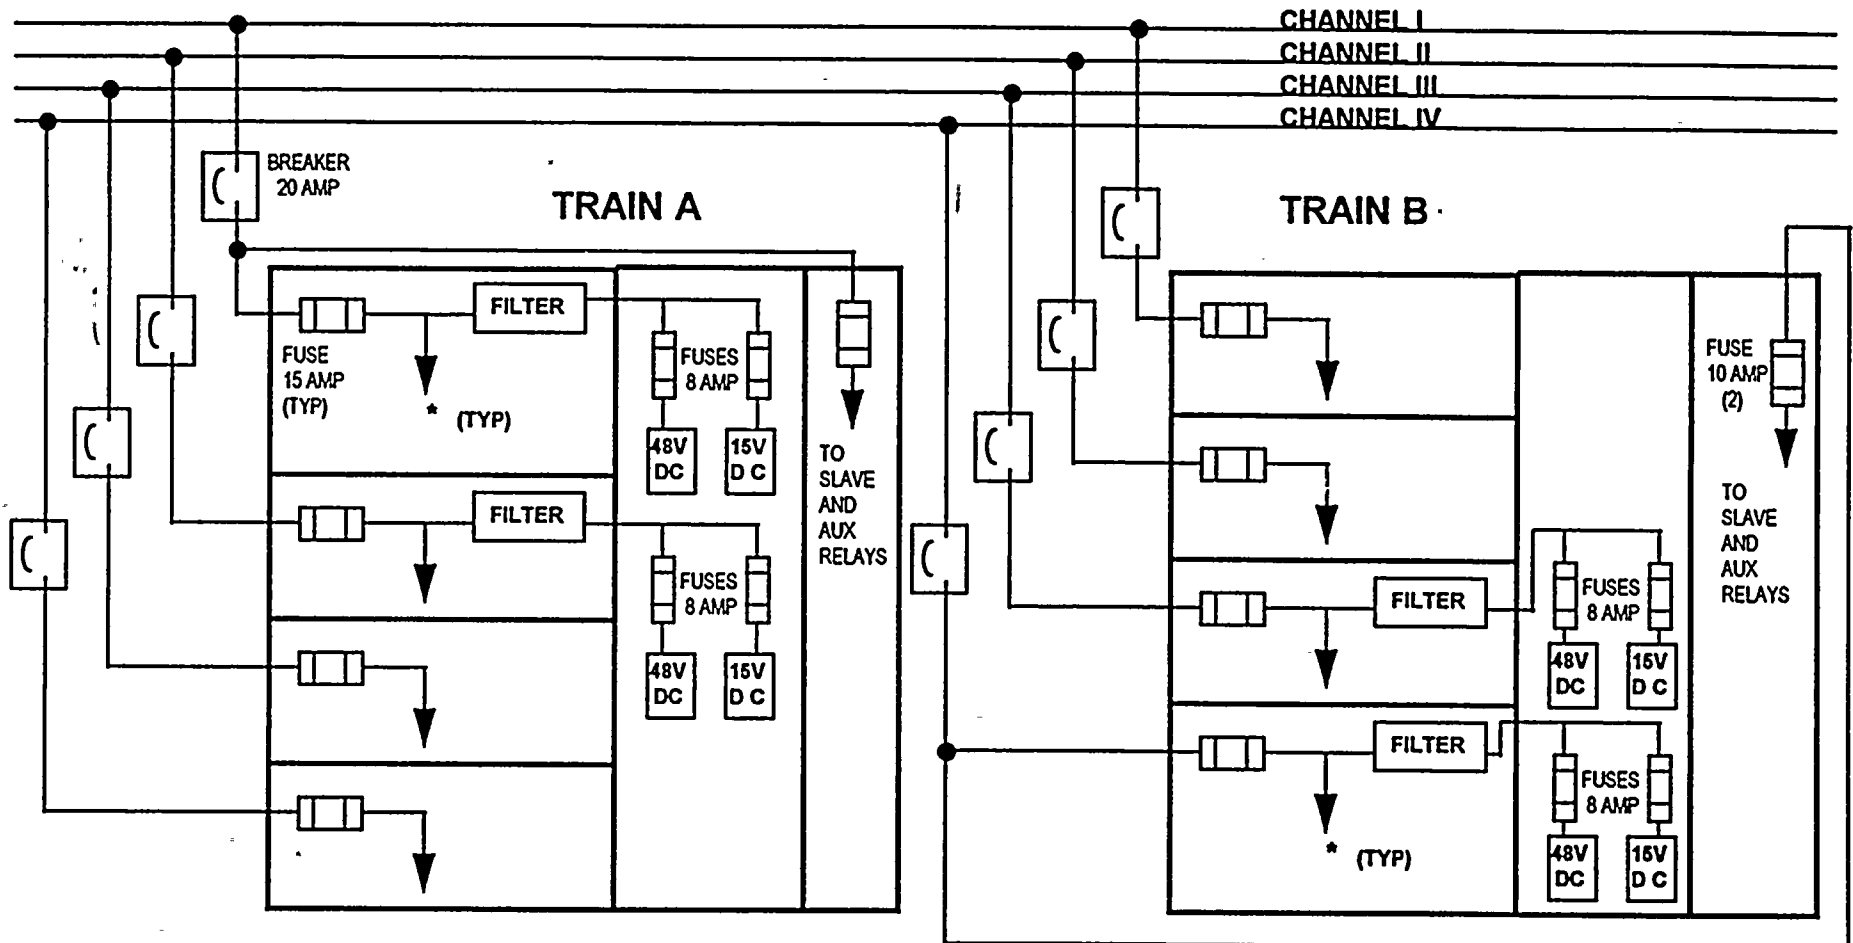 CHANNEL I
CHANNEL II
CHANNEL III
CHANNEL IV
BREAKER
20 AMP
TRAIN A
FILTER
FUSE
15 AMP
(TYP)
* (TYP)
FUSES
8 AMP
48V
DC
15V
D C
FILTER
FUSES
8 AMP
48V
DC
15V
D C
TO
SLAVE
AND
AUX
RELAYS
TRAIN B
FUSE
10 AMP
(2)
TO
SLAVE
AND
AUX
RELAYS
FILTER
FUSES
8 AMP
48V
DC
15V
D C
FILTER
* (TYP)
FUSES
8 AMP
48V
DC
15V
D C